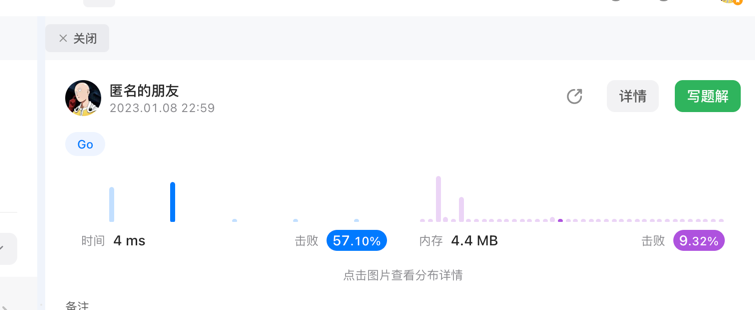 × 关闭
匿名的朋友
2023.01.08 22:59
详情
写题解
Go
时间 4 ms 击败 57.10% 内存 4.4 MB 击败 9.32%
点击图片查看分布详情
备注